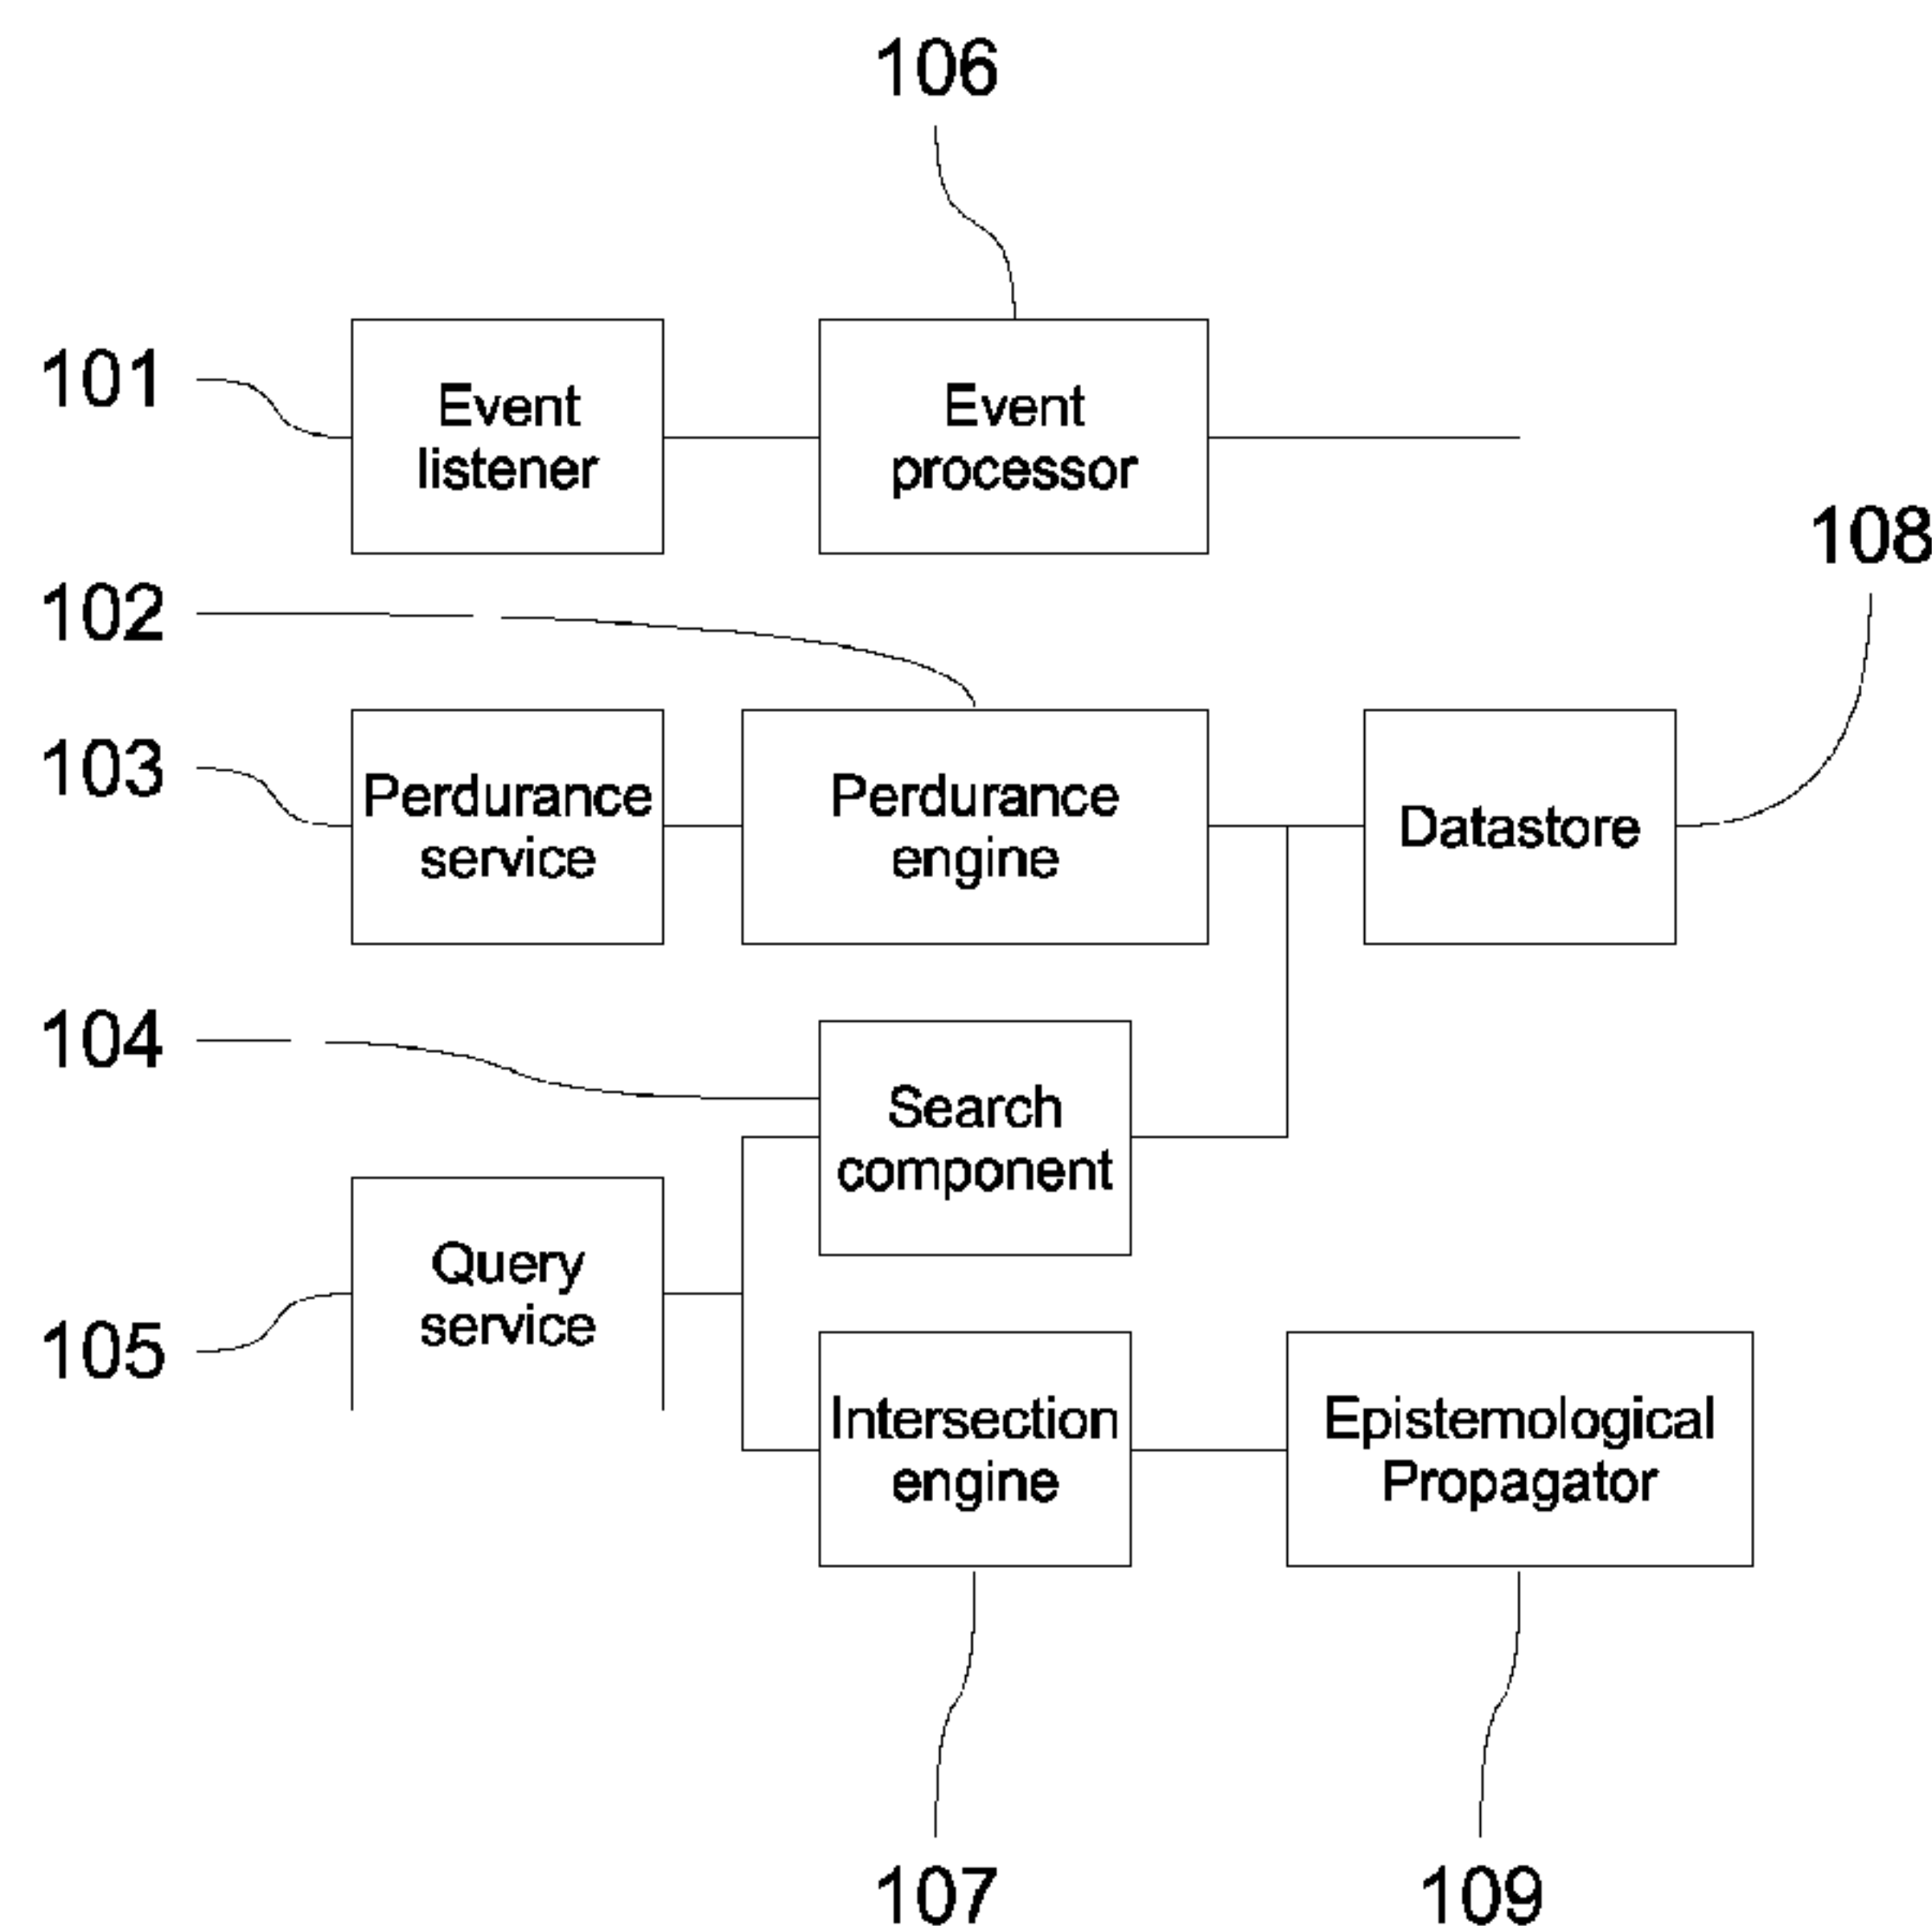 106
101
Event
listener
Event
processor
108
102
103
Perdurance
service
Perdurance
engine
Datastore
104
Search
component
Query
service
105
Intersection
engine
Epistemological
Propagator
107
109